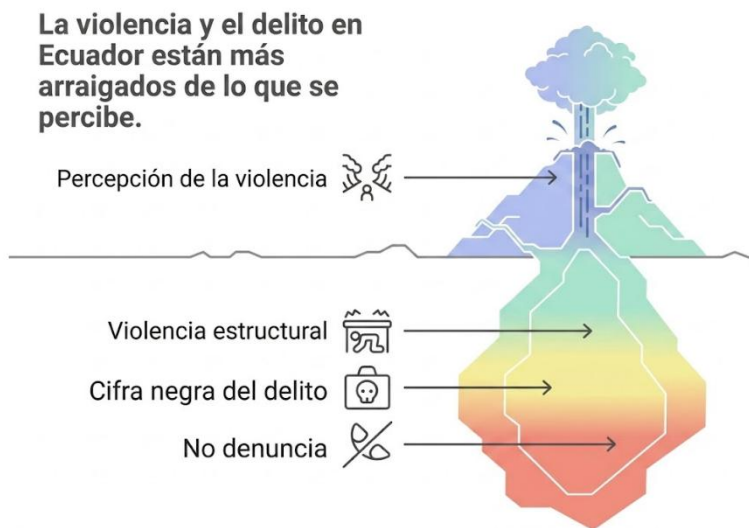 La violencia y el delito en
Ecuador están más
arraigados de lo que se
percibe.
Percepción de la violencia
Violencia estructural
Cifra negra del delito
No denuncia